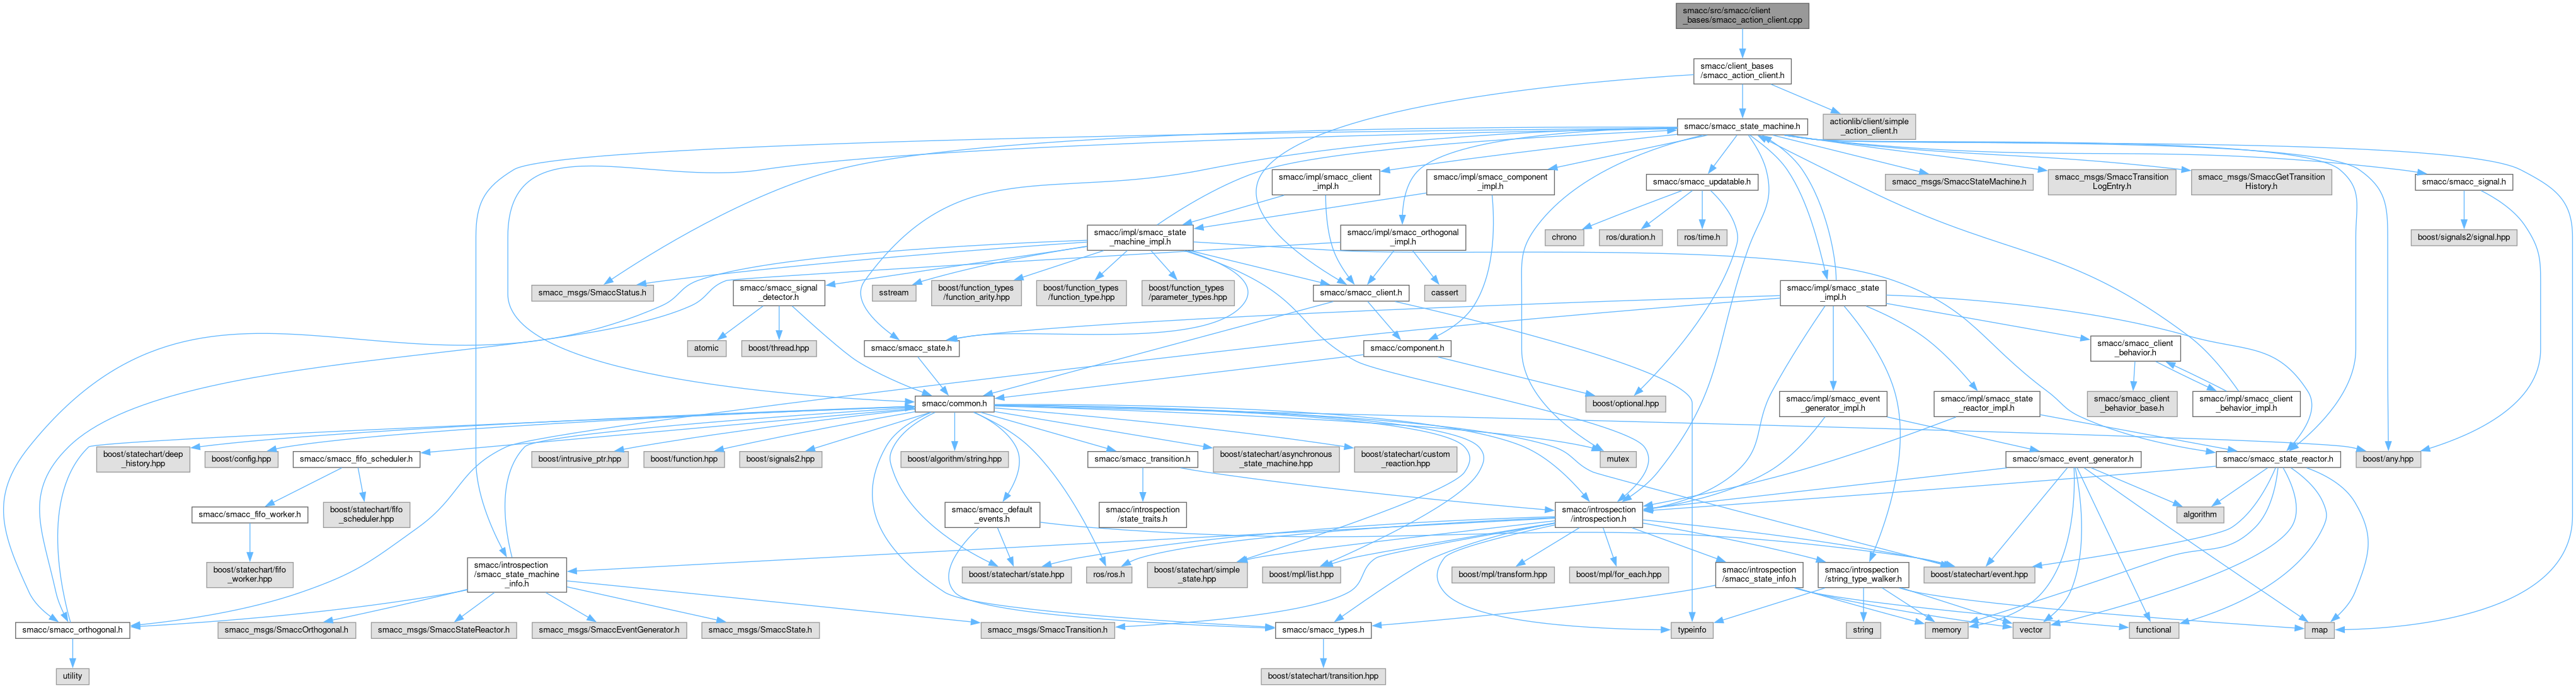 smacc/src/smacc/client
_bases/smacc_action_client.cpp
smacc/client_bases
/smacc_action_client.h
smacc/smacc_state_machine.h
actionlib/client/simple
_action_client.h
smacc/impl/smacc_client
_impl.h
smacc/impl/smacc_component
_impl.h
smacc/smacc_updatable.h
smacc_msgs/SmaccStateMachine.h
smacc_msgs/SmaccTransition
LogEntry.h
smacc_msgs/SmaccGetTransition
History.h
smacc/smacc_signal.h
smacc/impl/smacc_state
_machine_impl.h
smacc/impl/smacc_orthogonal
_impl.h
chrono
ros/duration.h
ros/time.h
boost/signals2/signal.hpp
smacc_msgs/SmaccStatus.h
smacc/smacc_signal
_detector.h
sstream
boost/function_types
/function_arity.hpp
boost/function_types
/function_type.hpp
boost/function_types
/parameter_types.hpp
smacc/smacc_client.h
cassert
smacc/impl/smacc_state
_impl.h
atomic
boost/thread.hpp
smacc/smacc_state.h
smacc/component.h
smacc/smacc_client
_behavior.h
smacc/common.h
boost/optional.hpp
smacc/impl/smacc_event
_generator_impl.h
smacc/impl/smacc_state
_reactor_impl.h
smacc/smacc_client
_behavior_base.h
smacc/impl/smacc_client
_behavior_impl.h
boost/statechart/deep
_history.hpp
boost/config.hpp
smacc/smacc_fifo_scheduler.h
boost/intrusive_ptr.hpp
boost/function.hpp
boost/signals2.hpp
boost/algorithm/string.hpp
smacc/smacc_transition.h
boost/statechart/asynchronous
_state_machine.hpp
boost/statechart/custom
_reaction.hpp
mutex
smacc/smacc_event_generator.h
smacc/smacc_state_reactor.h
boost/any.hpp
smacc/smacc_fifo_worker.h
boost/statechart/fifo
_scheduler.hpp
smacc/smacc_default
_events.h
smacc/introspection
/state_traits.h
smacc/introspection
/introspection.h
algorithm
boost/statechart/fifo
_worker.hpp
smacc/introspection
/smacc_state_machine
_info.h
boost/statechart/state.hpp
ros/ros.h
boost/statechart/simple
_state.hpp
boost/mpl/list.hpp
boost/mpl/transform.hpp
boost/mpl/for_each.hpp
smacc/introspection
/smacc_state_info.h
smacc/introspection
/string_type_walker.h
boost/statechart/event.hpp
smacc/smacc_orthogonal.h
smacc_msgs/SmaccOrthogonal.h
smacc_msgs/SmaccStateReactor.h
smacc_msgs/SmaccEventGenerator.h
smacc_msgs/SmaccState.h
smacc_msgs/SmaccTransition.h
smacc/smacc_types.h
typeinfo
string
memory
vector
functional
map
utility
boost/statechart/transition.hpp